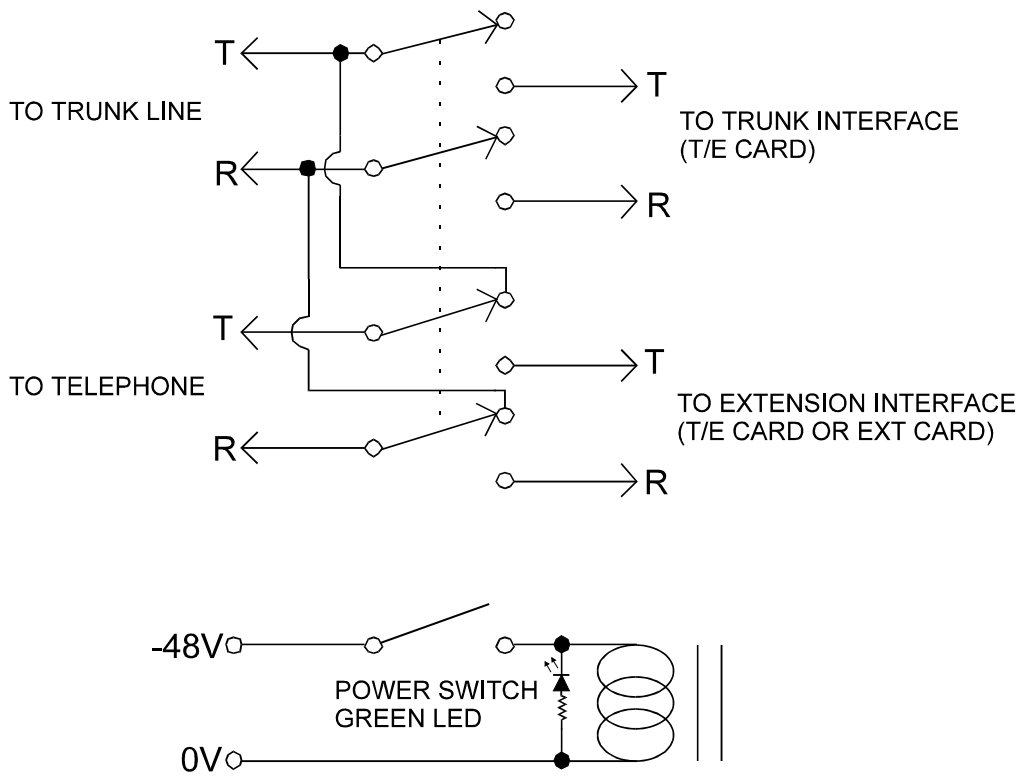 T
T
TO TRUNK LINE
TO TRUNK INTERFACE
(T/E CARD)
R
R
T
T
TO TELEPHONE
TO EXTENSION INTERFACE
(T/E CARD OR EXT CARD)
R
R
-48V
POWER SWITCH
GREEN LED
0V